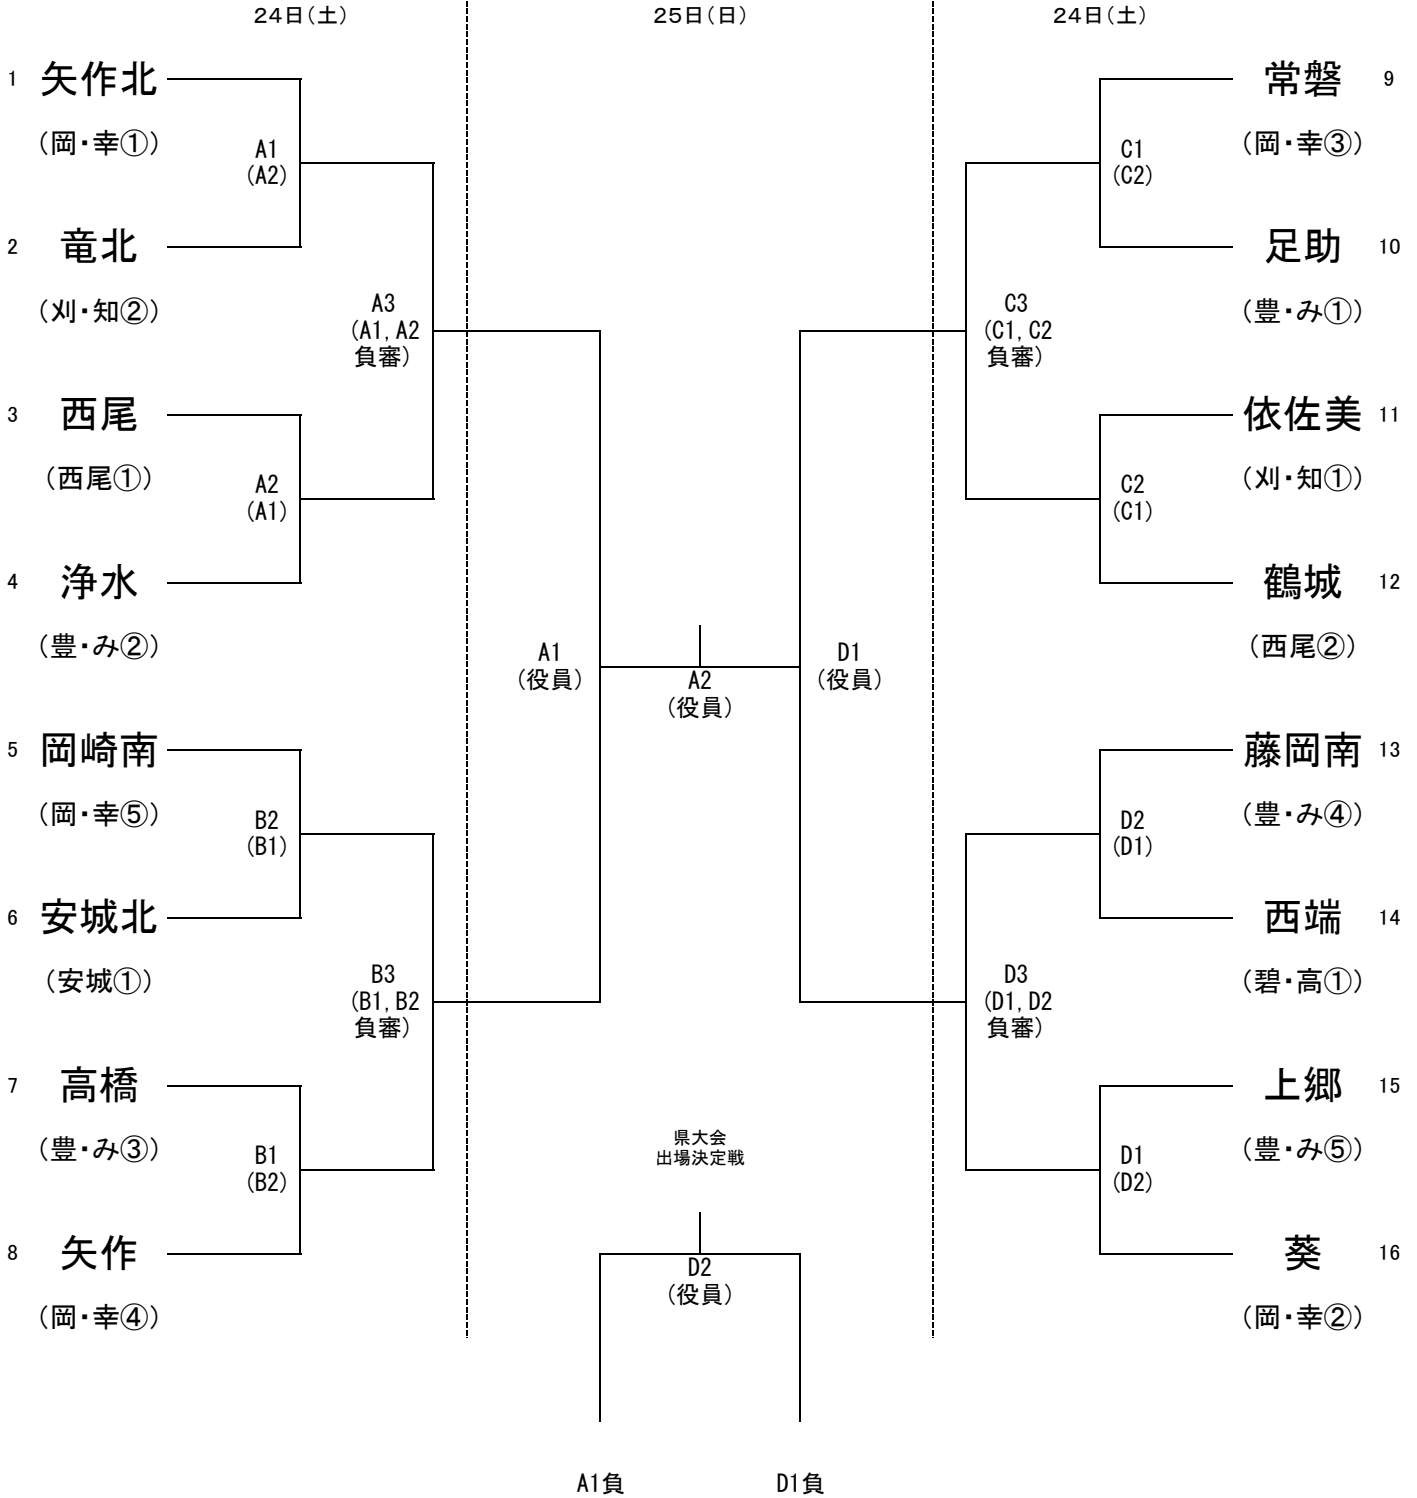 24日(土)
25日(日)
24日(土)
1 矢作北
(岡・幸①)
A1
(A2)
2 竜北
(刈・知②)
A3
(A1,A2
負審)
3 西尾
(西尾①)
A2
(A1)
4 浄水
(豊・み②)
A1
(役員)
5 岡崎南
(岡・幸⑤)
B2
(B1)
6 安城北
(安城①)
B3
(B1,B2
負審)
7 高橋
(豊・み③)
B1
(B2)
8 矢作
(岡・幸④)
A2
(役員)
県大会
出場決定戦
D2
(役員)
A1負
D1負
常磐 9
(岡・幸③)
C1
(C2)
足助 10
(豊・み①)
C3
(C1,C2
負審)
依佐美 11
(刈・知①)
C2
(C1)
鶴城 12
(西尾②)
D1
(役員)
藤岡南 13
(豊・み④)
D2
(D1)
西端 14
(碧・高①)
D3
(D1,D2
負審)
上郷 15
(豊・み⑤)
D1
(D2)
葵 16
(岡・幸②)